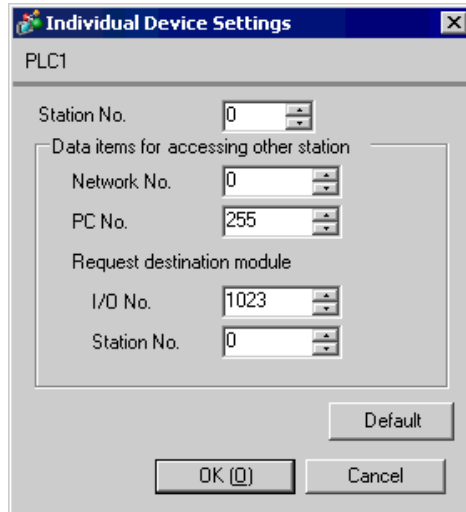 Individual Device Settings
PLC1
Station No. 0
Data items for accessing other station
Network No. 0
PC No. 255
Request destination module
I/O No. 1023
Station No. 0
Default
OK (O) Cancel